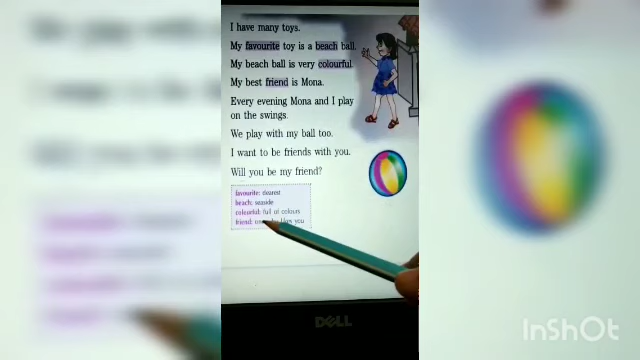 I have many toys.
My favourite toy is a beach ball.
My beach ball is very colourful.
My best friend is Mona.
Every evening Mona and I play
on the swings.
We play with my ball too.
I want to be friends with you.
Will you be my friend?
favourite: dearest
beach: seaside
colourful: full of colours
friend: likes you
DELL
InShOt